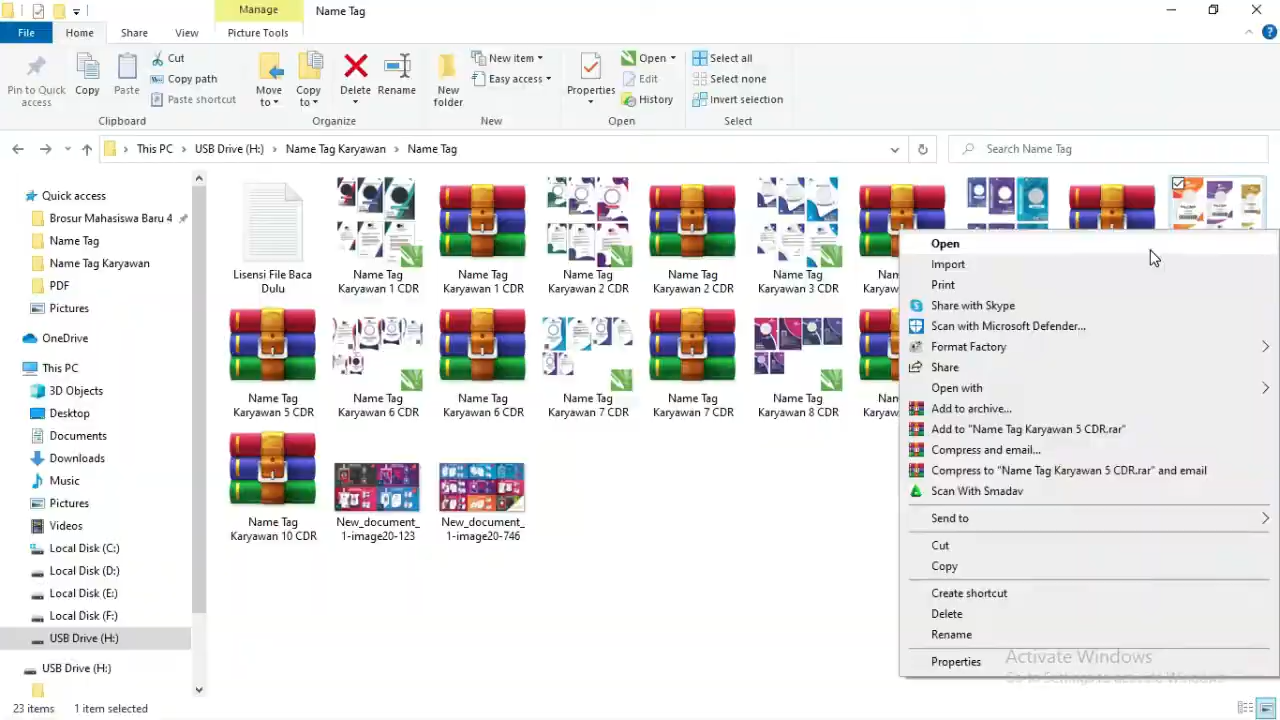 Manage
Name Tag
File
Home
Share
View
Picture Tools
Pin to Quick
access
Copy
Paste
Cut
Copy path
Paste shortcut
Clipboard
Move
to
Copy
to
Delete
Rename
Organize
New
folder
New item
Easy access
New
Properties
Open
Edit
History
Open
Select all
Select none
Invert selection
Select
This PC
USB Drive (H:)
Name Tag Karyawan
Name Tag
Search Name Tag
Quick access
Brosur Mahasiswa Baru 4
Name Tag
Name Tag Karyawan
PDF
Pictures
OneDrive
This PC
3D Objects
Desktop
Documents
Downloads
Music
Pictures
Videos
Local Disk (C:)
Local Disk (D:)
Local Disk (E:)
Local Disk (F:)
USB Drive (H:)
USB Drive (H:)
Lisensi File Baca
Dulu
Name Tag
Karyawan 1 CDR
Name Tag
Karyawan 1 CDR
Name Tag
Karyawan 2 CDR
Name Tag
Karyawan 2 CDR
Name Tag
Karyawan 3 CDR
Name Tag
Karyawan 5 CDR
Name Tag
Karyawan 6 CDR
Name Tag
Karyawan 6 CDR
Name Tag
Karyawan 7 CDR
Name Tag
Karyawan 7 CDR
Name Tag
Karyawan 8 CDR
Name Tag
Karyawan 10 CDR
New_document_
1-image20-123
New_document_
1-image20-746
Open
Import
Print
Share with Skype
Scan with Microsoft Defender...
Format Factory
Share
Open with
Add to archive...
Add to "Name Tag Karyawan 5 CDR.rar"
Compress and email...
Compress to "Name Tag Karyawan 5 CDR.rar" and email
Scan With Smadav
Send to
Cut
Copy
Create shortcut
Delete
Rename
Properties
Activate Windows
Go to Settings to activate Windows.
23 items
1 item selected